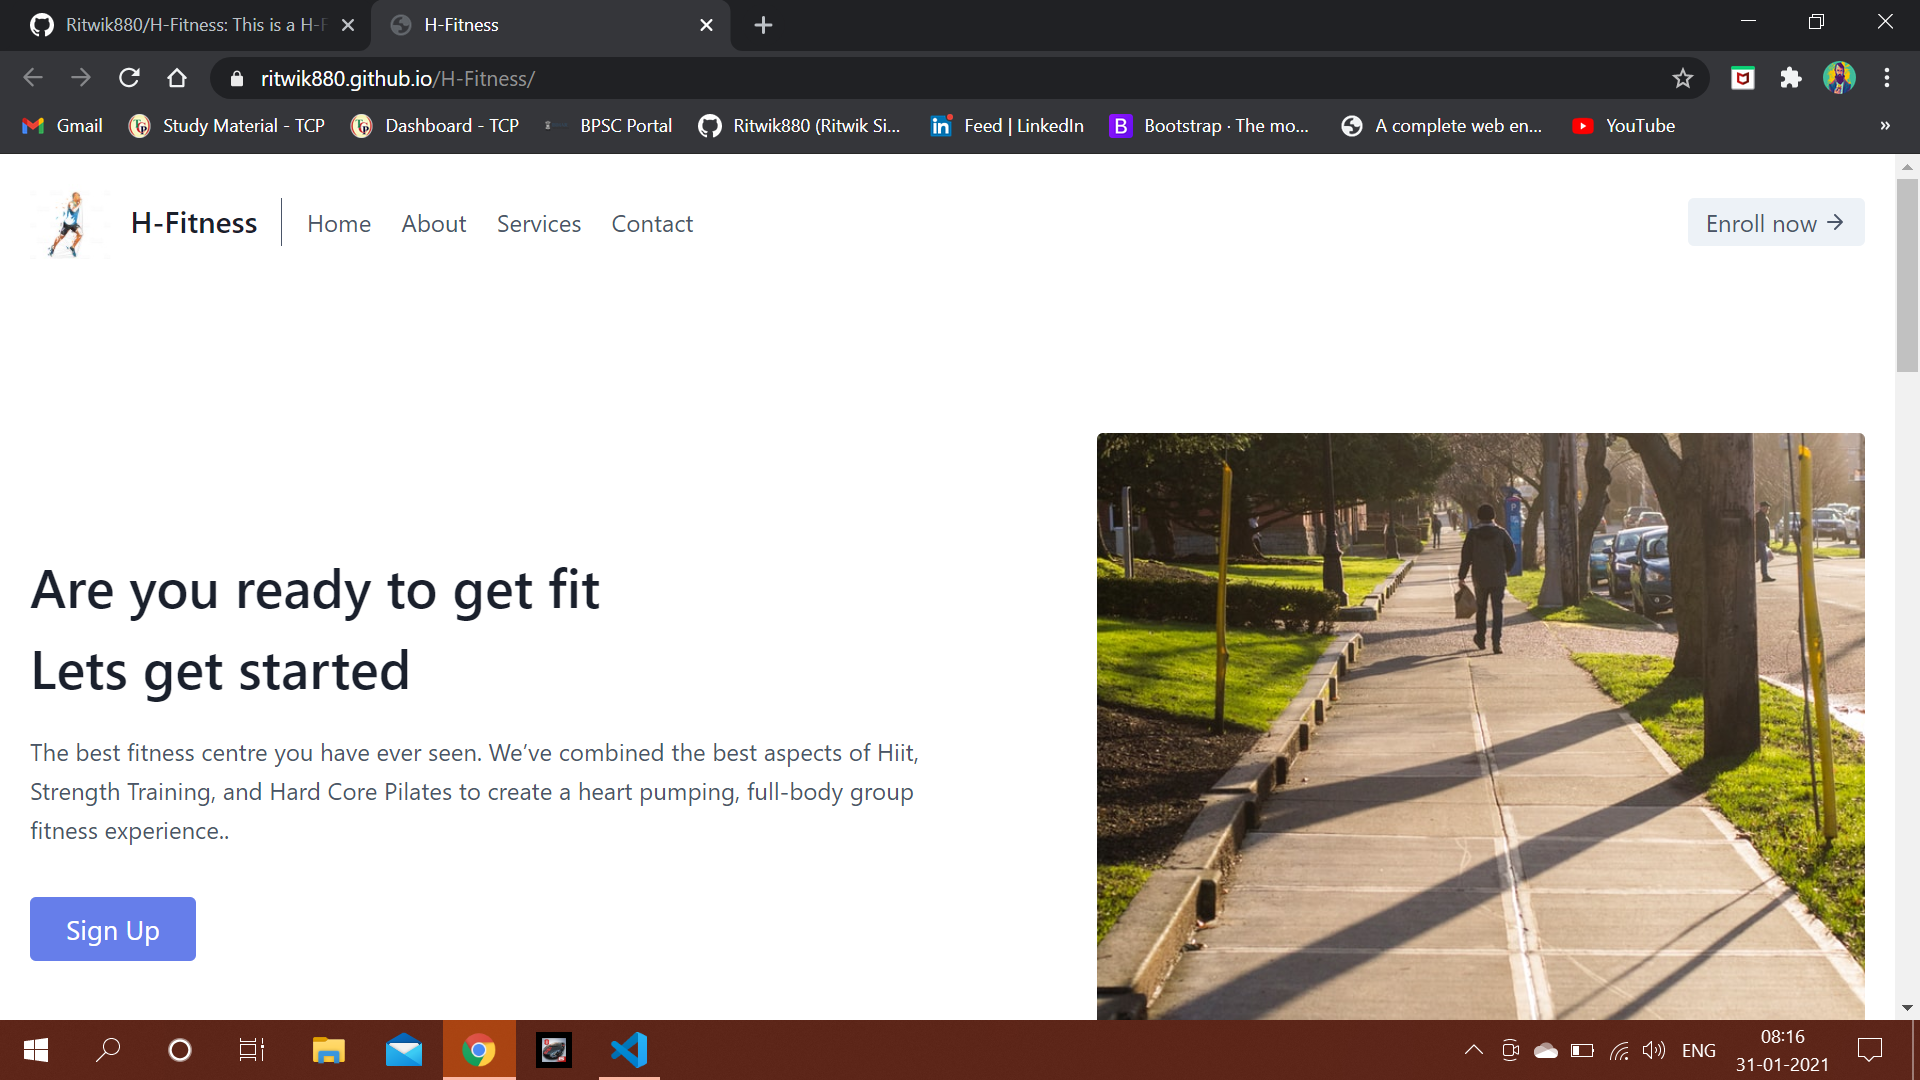 Ritwik880/H-Fitness: This is a H-F
H-Fitness
ritwik880.github.io/H-Fitness/
Gmail
Study Material - TCP
Dashboard - TCP
BPSC Portal
Ritwik880 (Ritwik Si...
Feed | LinkedIn
Bootstrap · The mo...
A complete web en...
YouTube
»
H-Fitness
Home
About
Services
Contact
Enroll now →
Are you ready to get fit
Lets get started
The best fitness centre you have ever seen. We’ve combined the best aspects of Hiit,
Strength Training, and Hard Core Pilates to create a heart pumping, full-body group
fitness experience..
Sign Up
ENG
08:16
31-01-2021